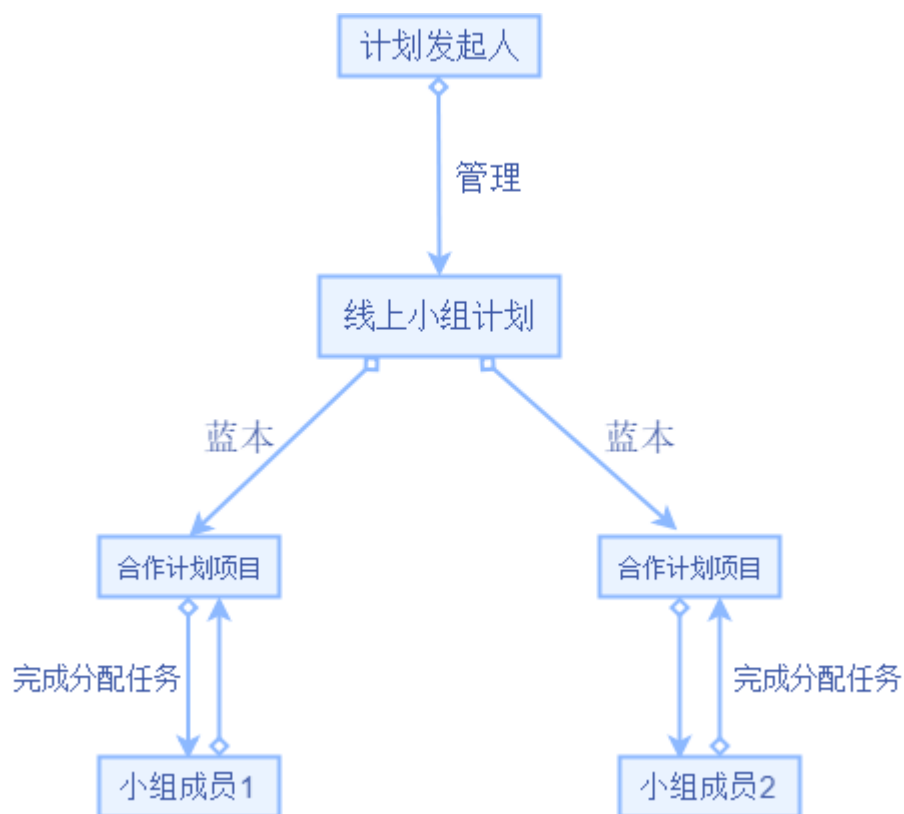 计划发起人
管理
线上小组计划
蓝本
蓝本
合作计划项目
合作计划项目
完成分配任务
完成分配任务
小组成员1
小组成员2